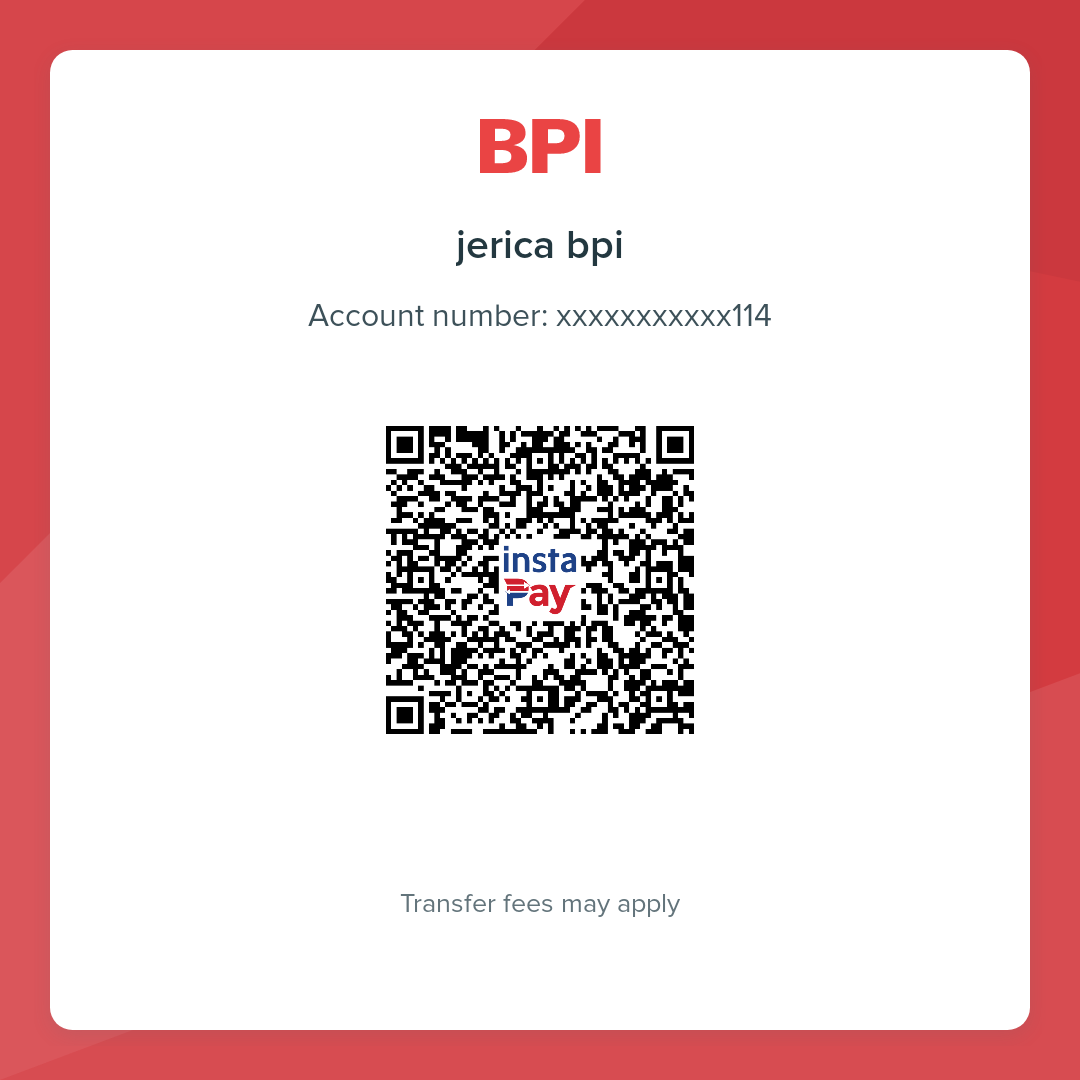 BPI
jerica bpi
Account number: xxxxxxxxxxx114
insta
Pay
Transfer fees may apply